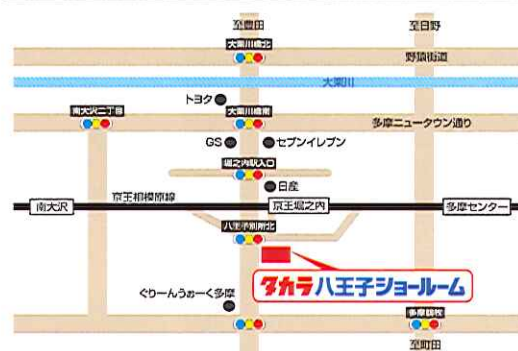 至豊田
至日野
大栗川橋北
野猿街道
大栗川
トヨタ
南大沢二丁目
大栗川橋南
多摩ニュータウン通り
GS
セブンイレブン
堀之内駅入口
日産
京王相模原線
南大沢
京王堀之内
多摩センター
八王子別所北
タカラ八王子ショールーム
ぐりーんうぉーく多摩
至町田